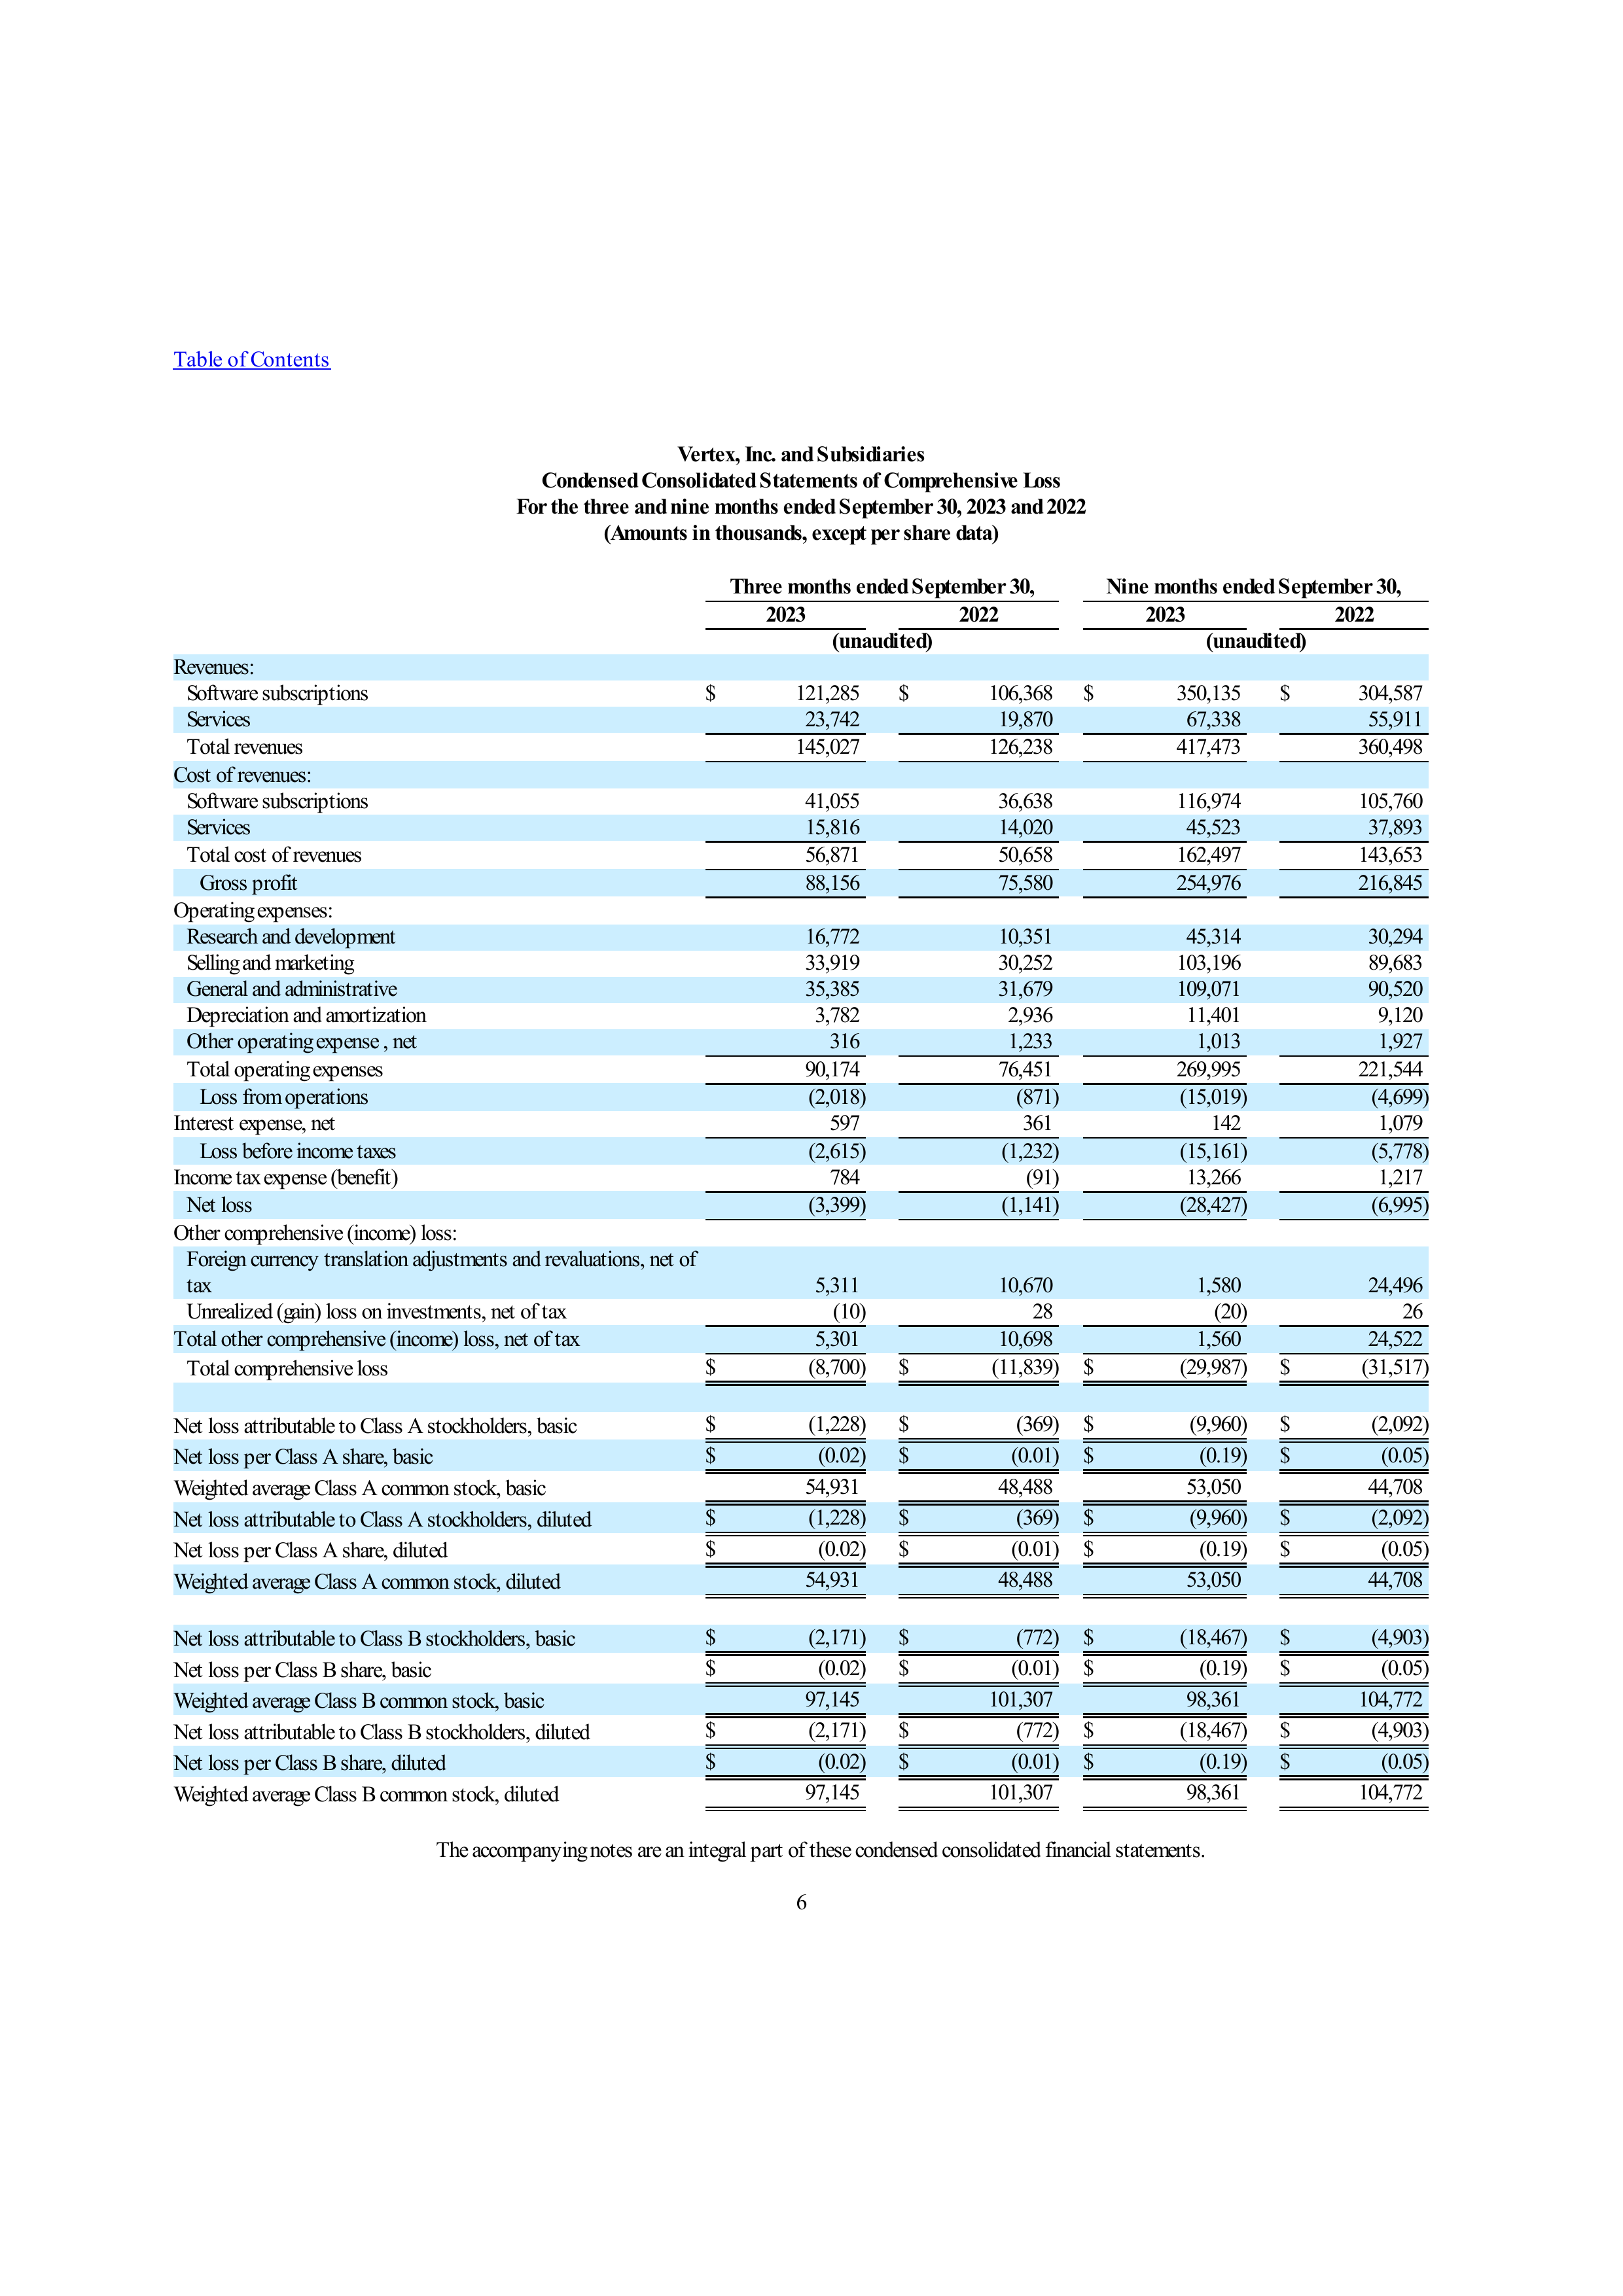 Table of Contents
Vertex, Inc. and Subsidiaries
Condensed Consolidated Statements of Comprehensive Loss
For the three and nine months ended September 30, 2023 and 2022
(Amounts in thousands, except per share data)
Three months ended September 30, Nine months ended September 30,
2023 2022 2023 2022
(unaudited) (unaudited)
Revenues:
Software subscriptions $ 121,285 $ 106,368 $ 350,135 $ 304,587
Services 23,742 19,870 67,338 55,911
Total revenues 145,027 126,238 417,473 360,498
Cost of revenues:
Software subscriptions 41,055 36,638 116,974 105,760
Services 15,816 14,020 45,523 37,893
Total cost of revenues 56,871 50,658 162,497 143,653
Gross profit 88,156 75,580 254,976 216,845
Operating expenses:
Research and development 16,772 10,351 45,314 30,294
Selling and marketing 33,919 30,252 103,196 89,683
General and administrative 35,385 31,679 109,071 90,520
Depreciation and amortization 3,782 2,936 11,401 9,120
Other operating expense , net 316 1,233 1,013 1,927
Total operating expenses 90,174 76,451 269,995 221,544
Loss from operations (2,018) (871) (15,019) (4,699)
Interest expense, net 597 361 142 1,079
Loss before income taxes (2,615) (1,232) (15,161) (5,778)
Income tax expense (benefit) 784 (91) 13,266 1,217
Net loss (3,399) (1,141) (28,427) (6,995)
Other comprehensive (income) loss:
Foreign currency translation adjustments and revaluations, net of
tax 5,311 10,670 1,580 24,496
Unrealized (gain) loss on investments, net of tax (10) 28 (20) 26
Total other comprehensive (income) loss, net of tax 5,301 10,698 1,560 24,522
Total comprehensive loss $ (8,700) $ (11,839) $ (29,987) $ (31,517)
Net loss attributable to Class A stockholders, basic $ (1,228) $ (369) $ (9,960) $ (2,092)
Net loss per Class A share, basic $ (0.02) $ (0.01) $ (0.19) $ (0.05)
Weighted average Class A common stock, basic 54,931 48,488 53,050 44,708
Net loss attributable to Class A stockholders, diluted $ (1,228) $ (369) $ (9,960) $ (2,092)
Net loss per Class A share, diluted $ (0.02) $ (0.01) $ (0.19) $ (0.05)
Weighted average Class A common stock, diluted 54,931 48,488 53,050 44,708
Net loss attributable to Class B stockholders, basic $ (2,171) $ (772) $ (18,467) $ (4,903)
Net loss per Class B share, basic $ (0.02) $ (0.01) $ (0.19) $ (0.05)
Weighted average Class B common stock, basic 97,145 101,307 98,361 104,772
Net loss attributable to Class B stockholders, diluted $ (2,171) $ (772) $ (18,467) $ (4,903)
Net loss per Class B share, diluted $ (0.02) $ (0.01) $ (0.19) $ (0.05)
Weighted average Class B common stock, diluted 97,145 101,307 98,361 104,772
The accompanying notes are an integral part of these condensed consolidated financial statements.
6